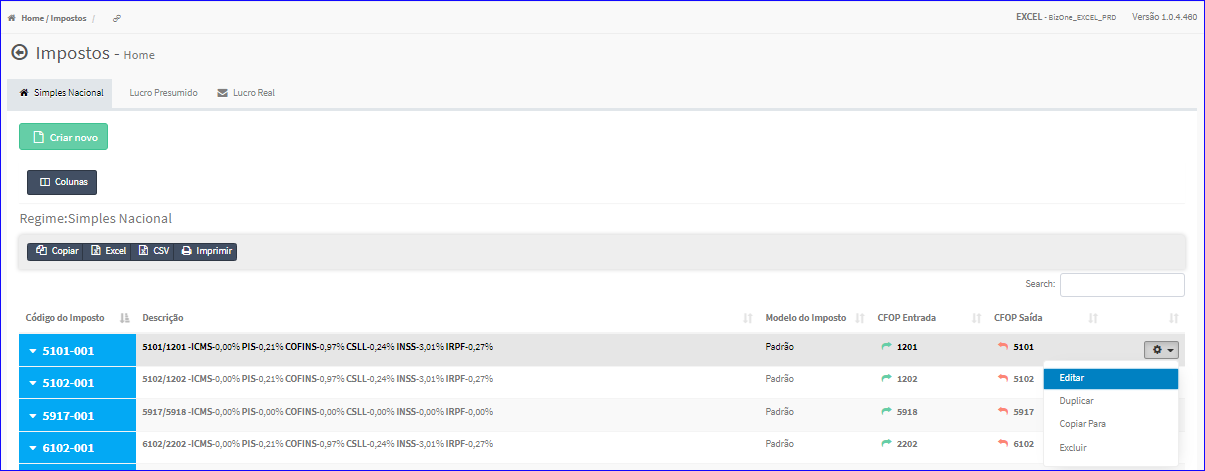 Home / Impostos /
EXCEL - BizOne_EXCEL_PRD Versão 1.0.4.460
Impostos - Home
Simples Nacional Lucro Presumido Lucro Real
Criar novo
Colunas
Regime:Simples Nacional
Copiar Excel CSV Imprimir
Search:
Código do Imposto Descrição Modelo do Imposto CFOP Entrada CFOP Saída
5101-001 5101/1201 -ICMS-0,00% PIS-0,21% COFINS-0,97% CSLL-0,24% INSS-3,01% IRPF-0,27% Padrão 1201 5101
5102-001 5102/1202 -ICMS-0,00% PIS-0,21% COFINS-0,97% CSLL-0,24% INSS-3,01% IRPF-0,27% Padrão 1202 5102
5917-001 5917/5918 -ICMS-0,00% PIS-0,00% COFINS-0,00% CSLL-0,00% INSS-0,00% IRPF-0,00% Padrão 5918 5917
6102-001 6102/2202 -ICMS-0,00% PIS-0,21% COFINS-0,97% CSLL-0,24% INSS-3,01% IRPF-0,27% Padrão 2202 6102
Editar
Duplicar
Copiar Para
Excluir